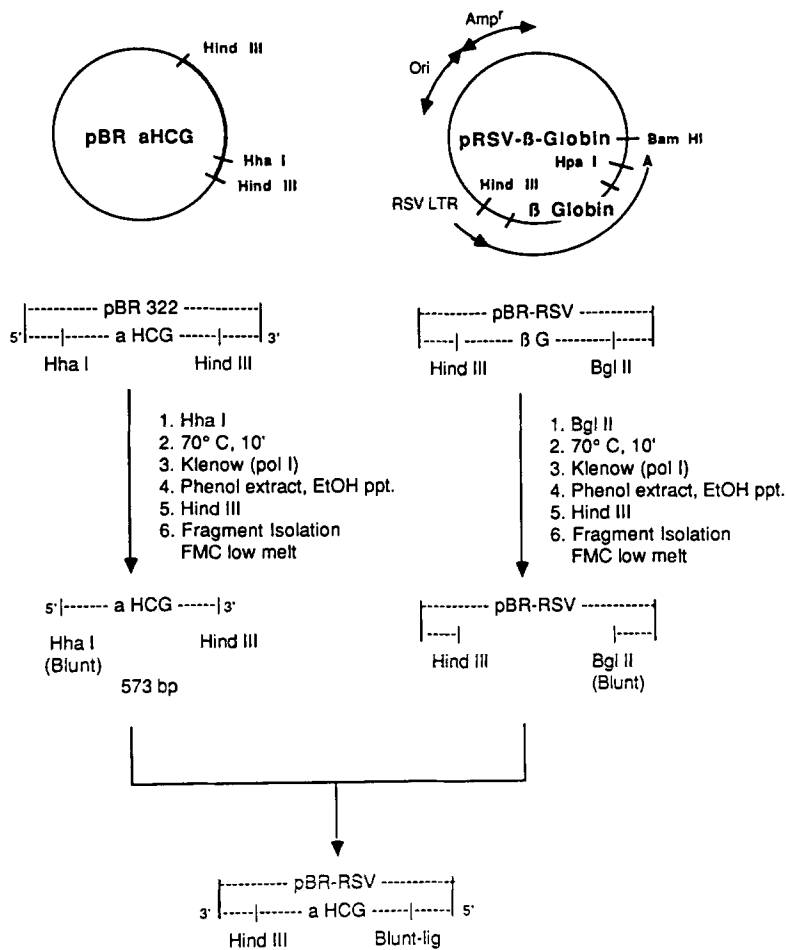 Hind III
pBR aHCG
Hha I
Hind III
Ampʳ
Ori
pRSV-ß-Globin
Bam HI
Hpa I
A
Hind III
RSV LTR
ß Globin
pBR 322
5' a HCG 3'
Hha I Hind III
1. Hha I
2. 70° C, 10'
3. Klenow (pol I)
4. Phenol extract, EtOH ppt.
5. Hind III
6. Fragment Isolation
FMC low melt
5' a HCG 3'
Hha I Hind III
(Blunt)
573 bp
pBR-RSV
ß G
Hind III Bgl II
1. Bgl II
2. 70° C, 10'
3. Klenow (pol I)
4. Phenol extract, EtOH ppt.
5. Hind III
6. Fragment Isolation
FMC low melt
pBR-RSV
Hind III Bgl II
(Blunt)
pBR-RSV
3' a HCG 5'
Hind III Blunt-lig